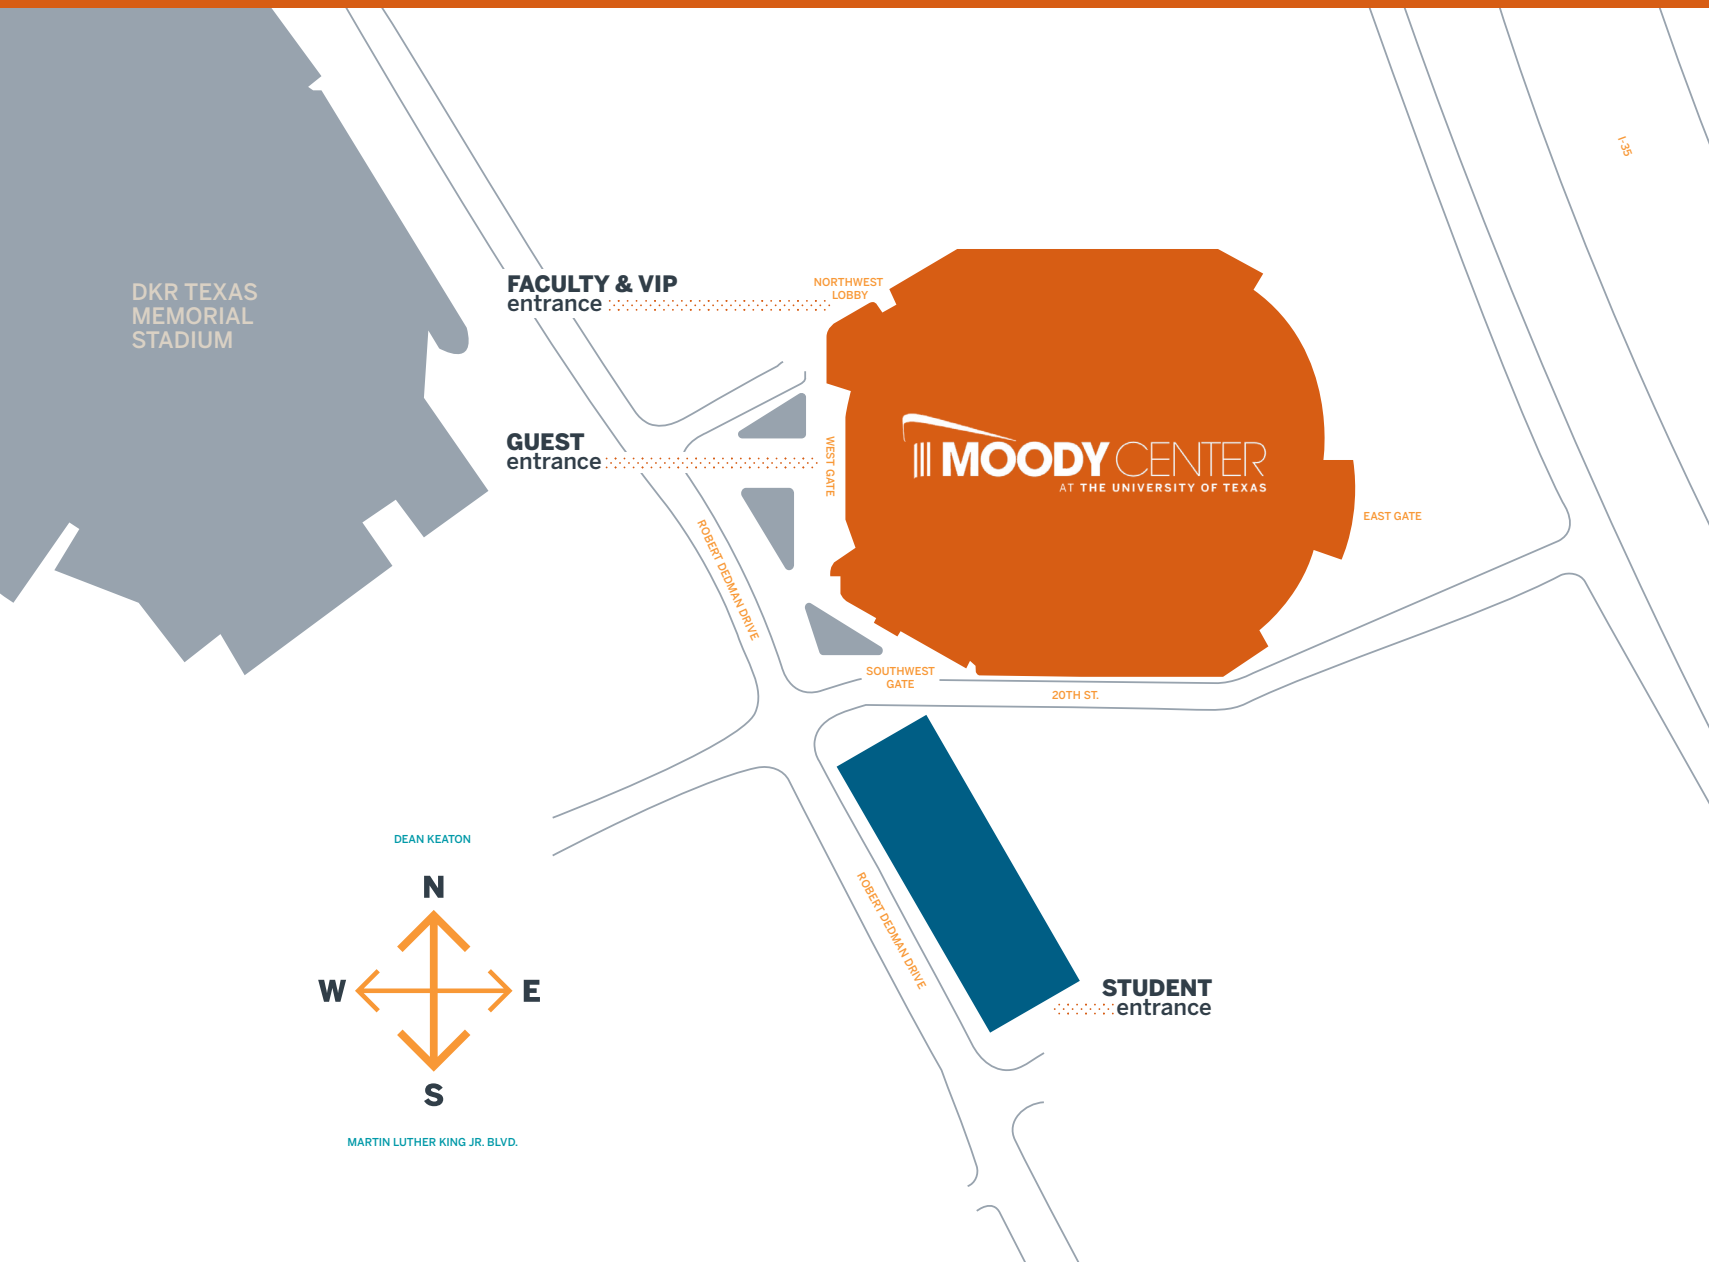 I-35
FACULTY & VIP
entrance
NORTHWEST
LOBBY
DKR TEXAS
MEMORIAL
STADIUM
GUEST
entrance
WEST GATE
MOODY CENTER
AT THE UNIVERSITY OF TEXAS
EAST GATE
ROBERT DEDMAN DRIVE
SOUTHWEST
GATE
20TH ST.
DEAN KEATON
N
W
E
S
MARTIN LUTHER KING JR. BLVD.
ROBERT DEDMAN DRIVE
STUDENT
entrance